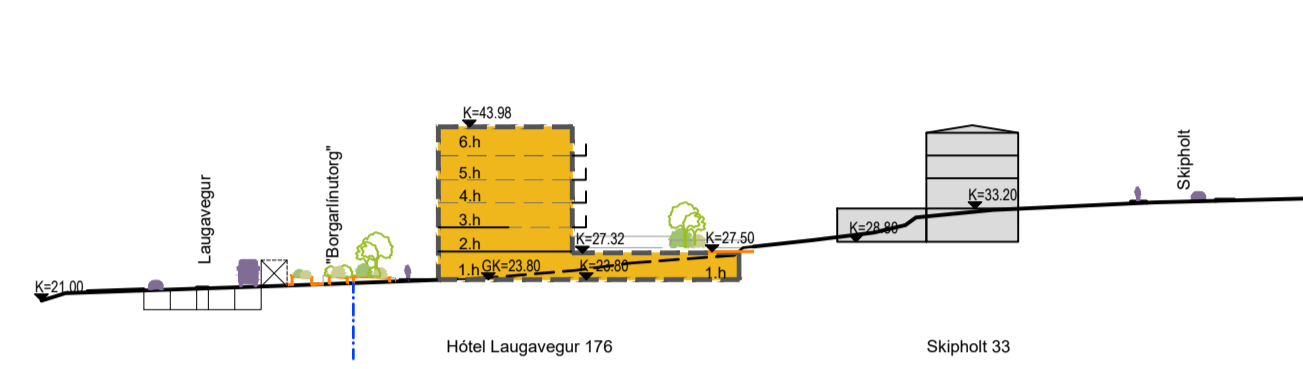 K=43.98
6.h
5.h
4.h
3.h
2.h
1.h
GK=23.80
K=23.80
1.h
K=27.32
K=27.50
K=21.00
Laugavegur
"Borgarlínutorg"
K=28.80
K=33.20
Skipholt
Hótel Laugavegur 176
Skipholt 33